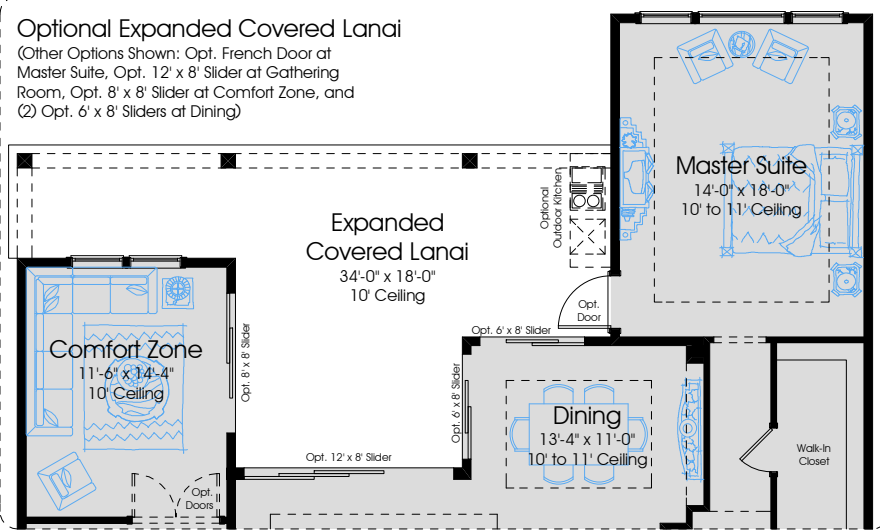 Optional Expanded Covered Lanai
(Other Options Shown: Opt. French Door at
Master Suite, Opt. 12' x 8' Slider at Gathering
Room, Opt. 8' x 8' Slider at Comfort Zone, and
(2) Opt. 6' x 8' Sliders at Dining)
Master Suite
14'-0" x 18'-0"
10' to 11' Ceiling
Optional
Outdoor Kitchen
Expanded
Covered Lanai
34'-0" x 18'-0"
10' Ceiling
Opt.
Door
Opt. 6' x 8' Slider
Comfort Zone
11'-6" x 14'-4"
10' Ceiling
Opt. 8' x 8' Slider
Opt. 6' x 8' Slider
Dining
13'-4" x 11'-0"
10' to 11' Ceiling
Walk-In
Closet
Opt. 12' x 8' Slider
Opt.
Doors